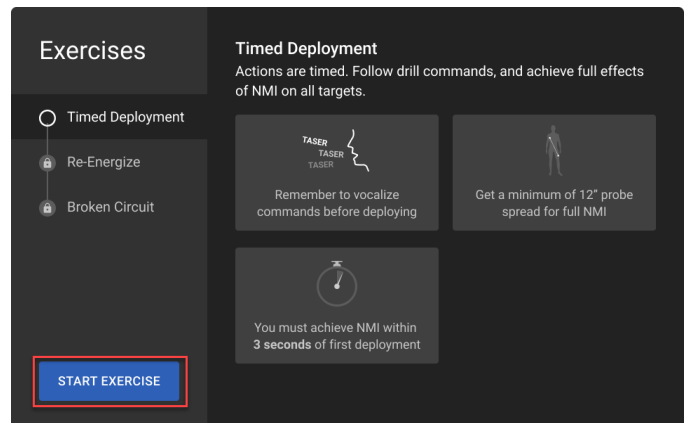 Exercises
Timed Deployment
Re-Energize
Broken Circuit
START EXERCISE
Timed Deployment
Actions are timed. Follow drill commands, and achieve full effects
of NMI on all targets.
TASER
TASER
TASER
Remember to vocalize
commands before deploying
Get a minimum of 12” probe
spread for full NMI
You must achieve NMI within
3 seconds of first deployment